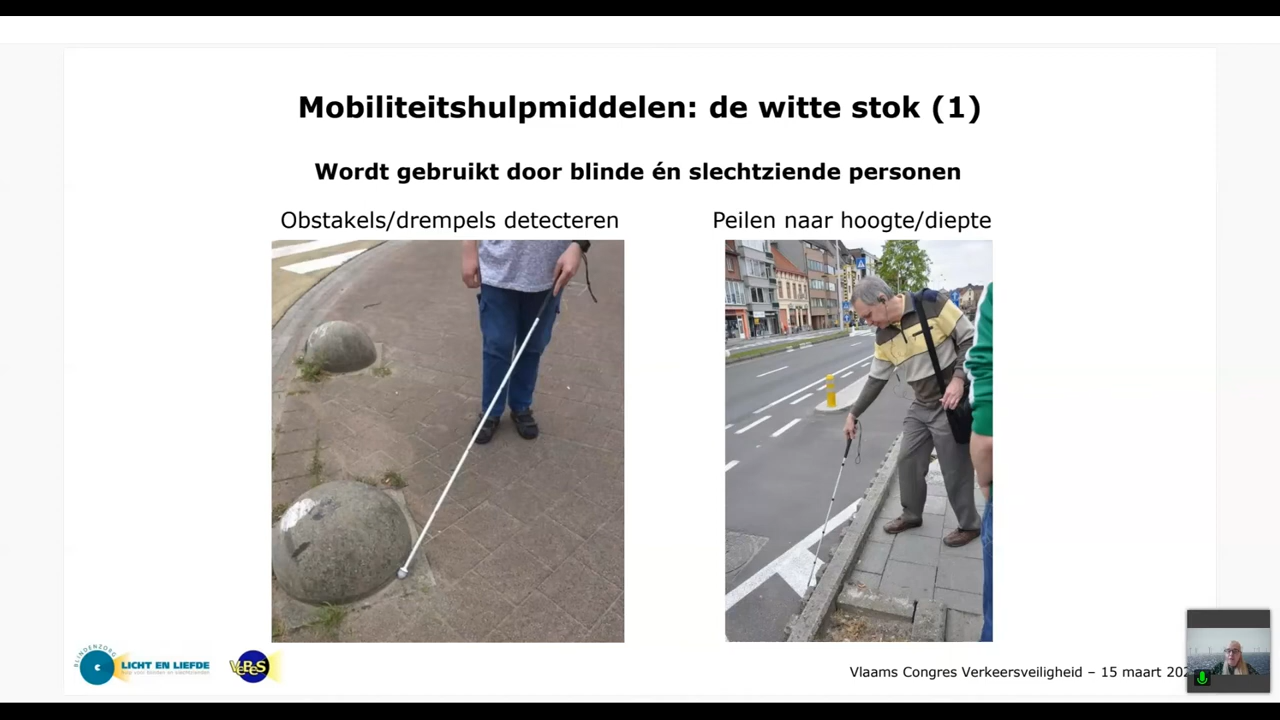 Mobiliteitshulpmiddelen: de witte stok (1)
Wordt gebruikt door blinde én slechtziende personen
Obstakels/drempels detecteren
Peilen naar hoogte/diepte
BLINDENZORG
LICHT EN LIEFDE
VeBeS
Vlaams Congres Verkeersveiligheid – 15 maart